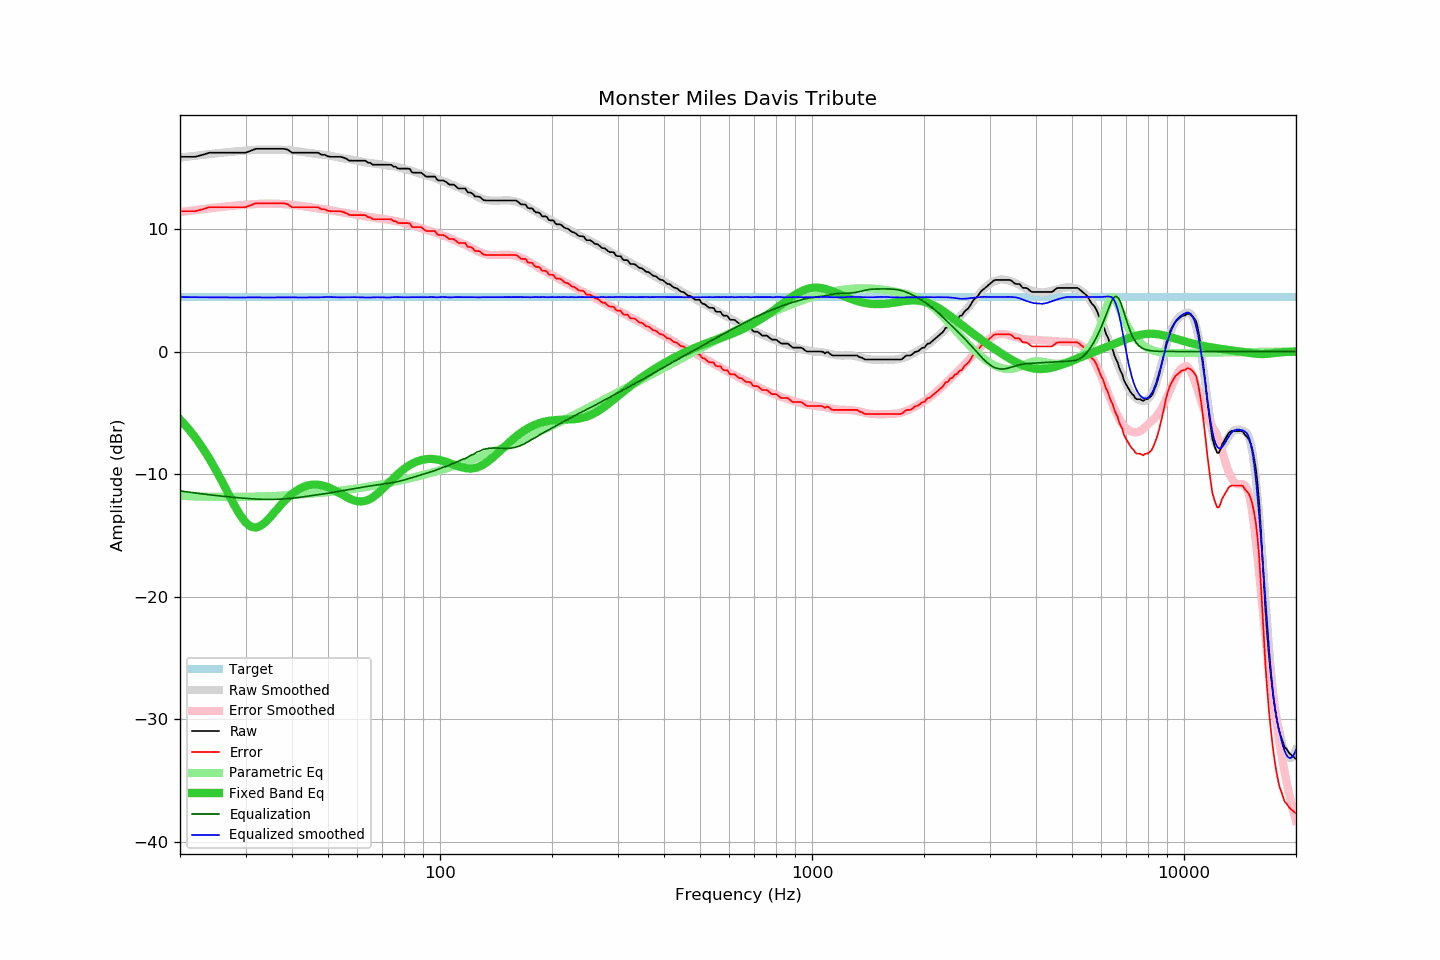 Monster Miles Davis Tribute
Amplitude (dBr)
10
0
−10
−20
−30
−40
Target
Raw Smoothed
Error Smoothed
Raw
Error
Parametric Eq
Fixed Band Eq
Equalization
Equalized smoothed
100
1000
10000
Frequency (Hz)